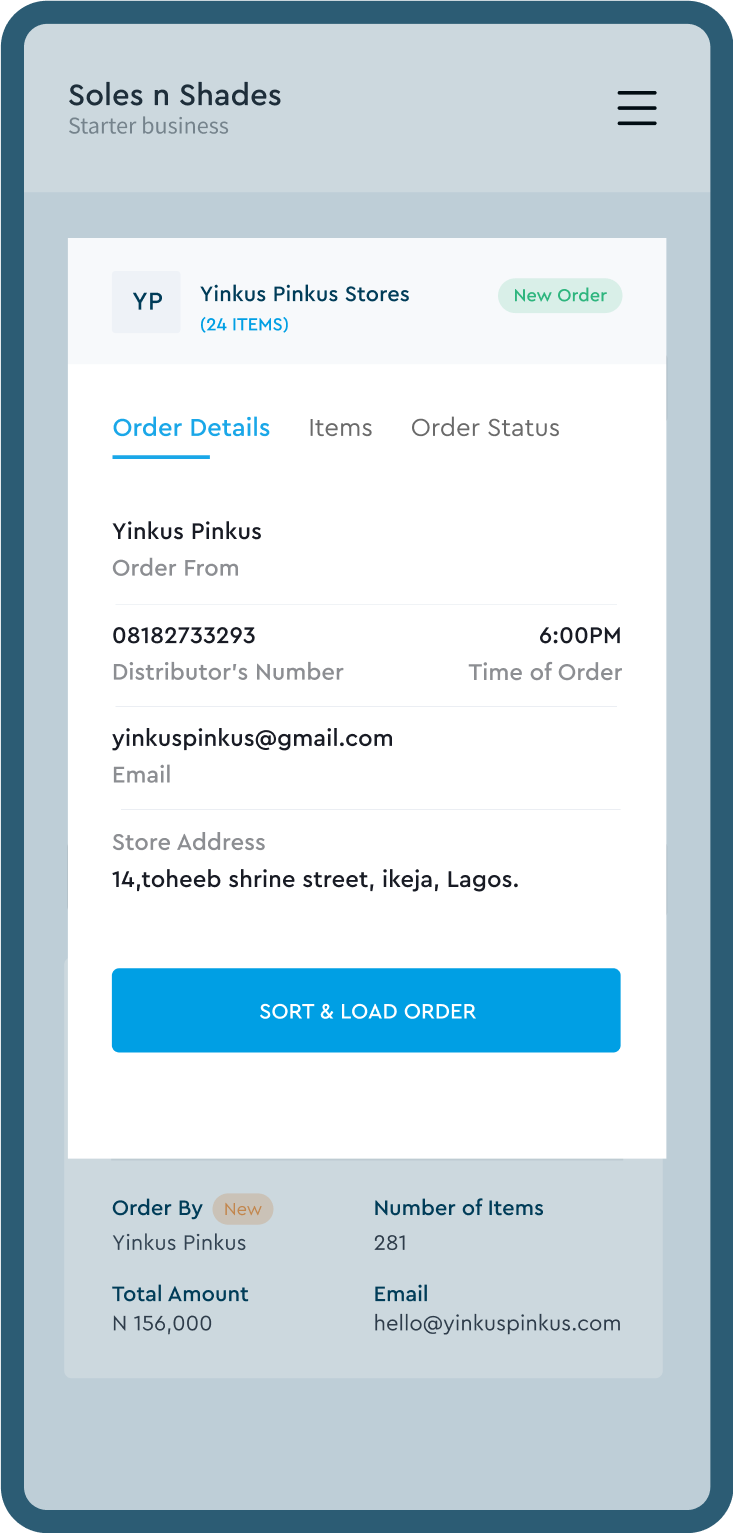 Soles n Shades
Starter business
YP
Yinkus Pinkus Stores
(24 ITEMS)
New Order
Order Details Items Order Status
Yinkus Pinkus
Order From
08182733293 6:00PM
Distributor's Number Time of Order
yinkuspinkus@gmail.com
Email
Store Address
14,toheeb shrine street, ikeja, Lagos.
SORT & LOAD ORDER
Order By New Number of Items
Yinkus Pinkus 281
Total Amount Email
N 156,000 hello@yinkuspinkus.com